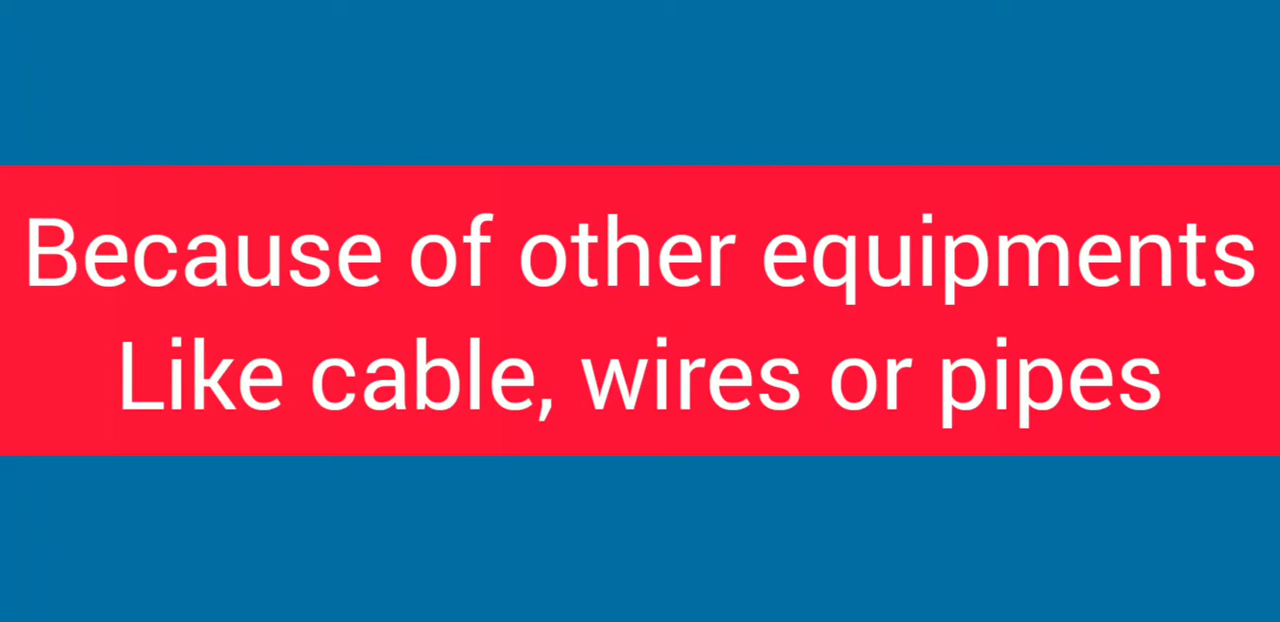 Because of other equipments
Like cable, wires or pipes